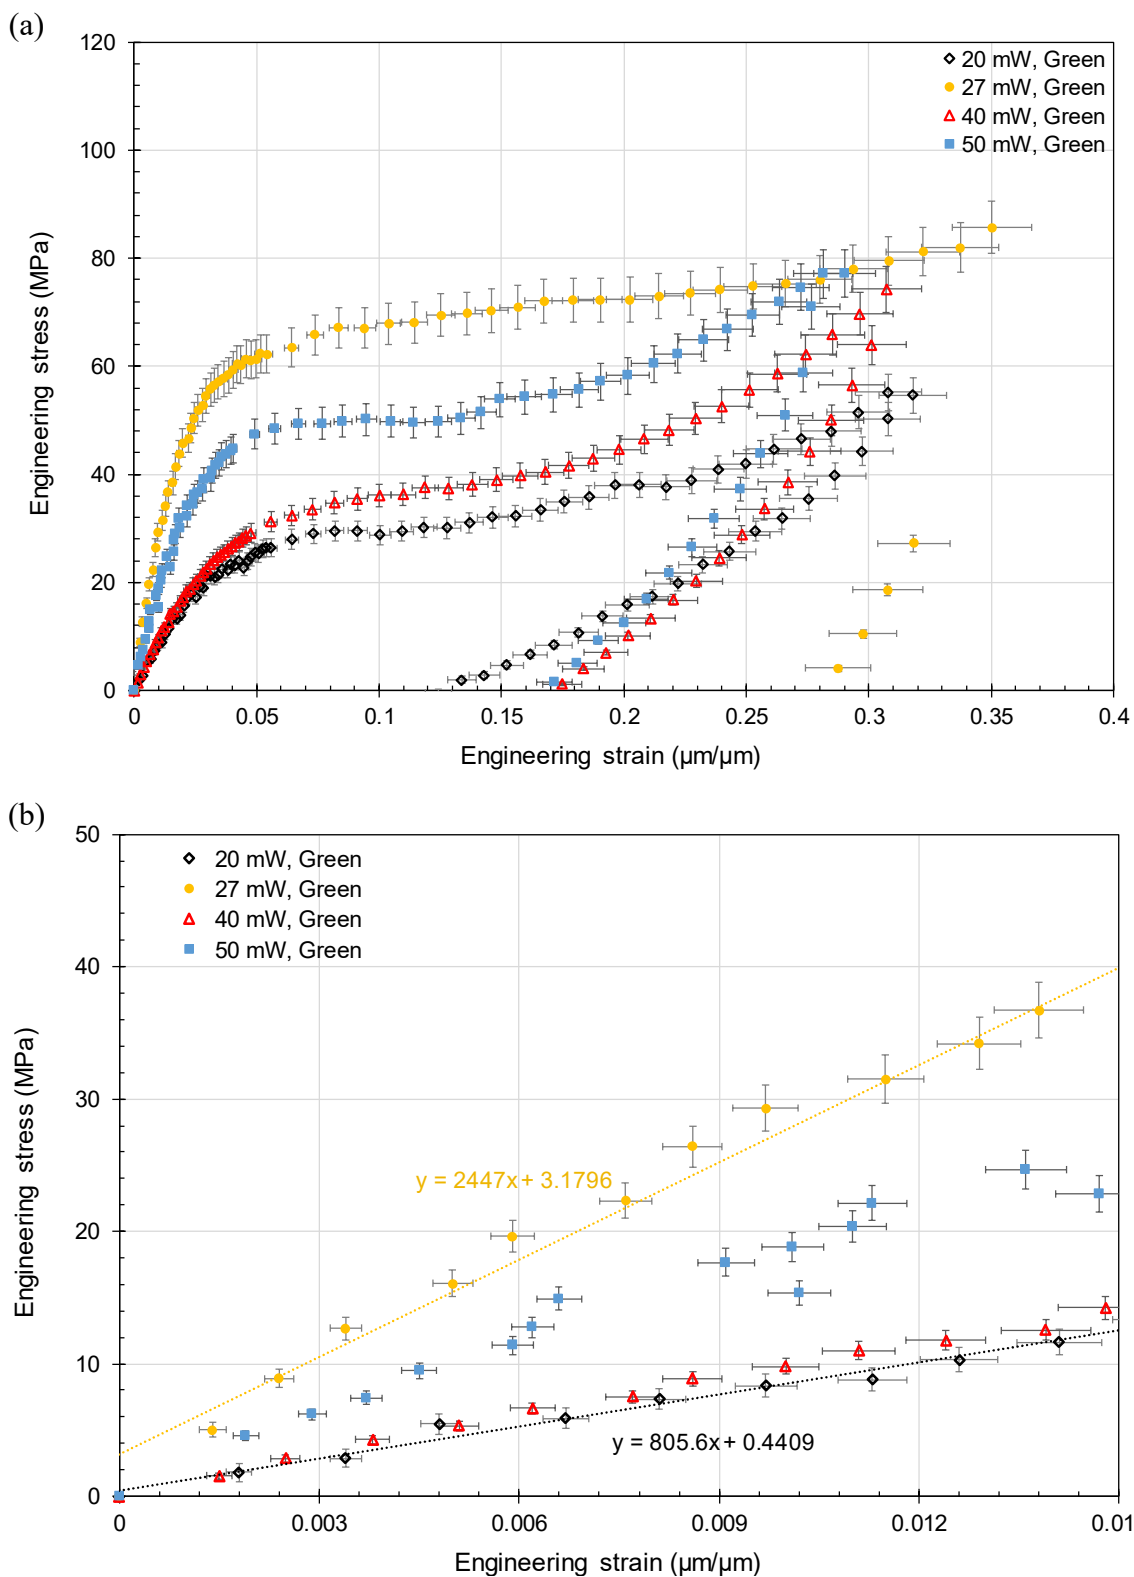 (a)
120
100
80
60
40
20
0
Engineering stress (MPa)
20 mW, Green
27 mW, Green
40 mW, Green
50 mW, Green
0 0.05 0.1 0.15 0.2 0.25 0.3 0.35 0.4
Engineering strain (µm/µm)
(b)
50
40
30
20
10
0
Engineering stress (MPa)
20 mW, Green
27 mW, Green
40 mW, Green
50 mW, Green
y = 2447x + 3.1796
y = 805.6x + 0.4409
0 0.003 0.006 0.009 0.012 0.01
Engineering strain (µm/µm)